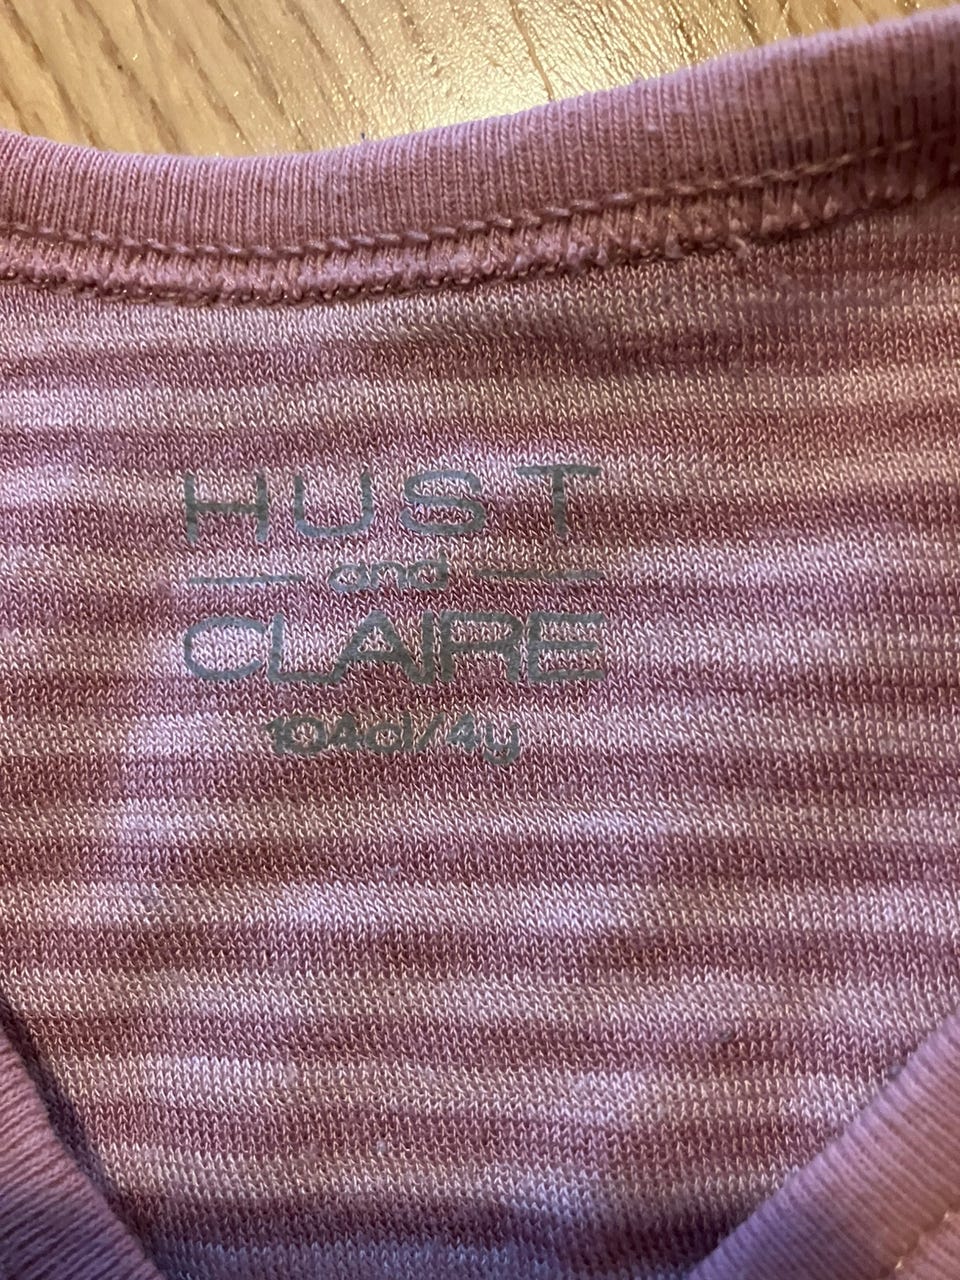 HUST
and
CLAIRE
104cl/4y